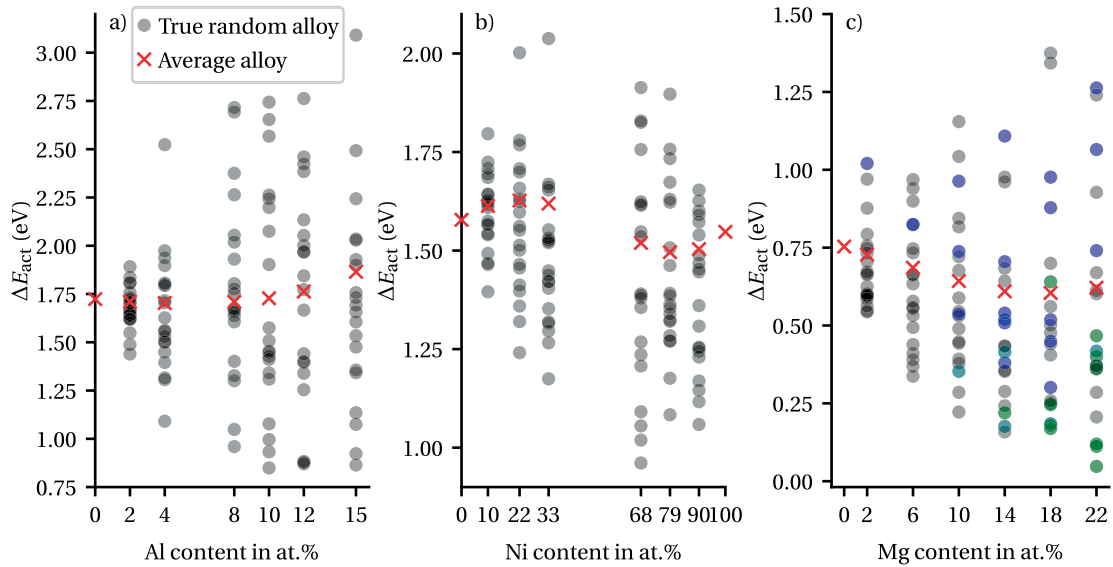 a)
True random alloy
Average alloy
3.00
2.75
2.50
2.25
2.00
1.75
1.50
1.25
1.00
0.75
ΔE_act (eV)
0 2 4 8 10 12 15
Al content in at.%
b)
2.00
1.75
1.50
1.25
1.00
ΔE_act (eV)
0 10 22 33 68 79 90 100
Ni content in at.%
c)
1.50
1.25
1.00
0.75
0.50
0.25
0.00
ΔE_act (eV)
0 2 6 10 14 18 22
Mg content in at.%